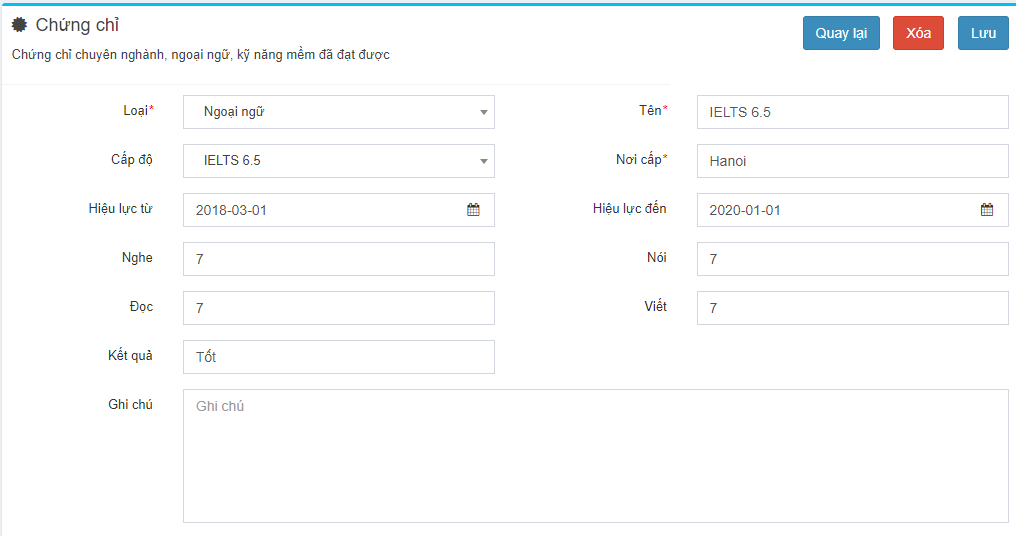 Chứng chỉ
Quay lại Xóa Lưu
Chứng chỉ chuyên nghành, ngoại ngữ, kỹ năng mềm đã đạt được
Loại* Ngoại ngữ Tên* IELTS 6.5
Cấp độ IELTS 6.5 Nơi cấp* Hanoi
Hiệu lực từ 2018-03-01 Hiệu lực đến 2020-01-01
Nghe 7 Nói 7
Đọc 7 Viết 7
Kết quả Tốt
Ghi chú Ghi chú